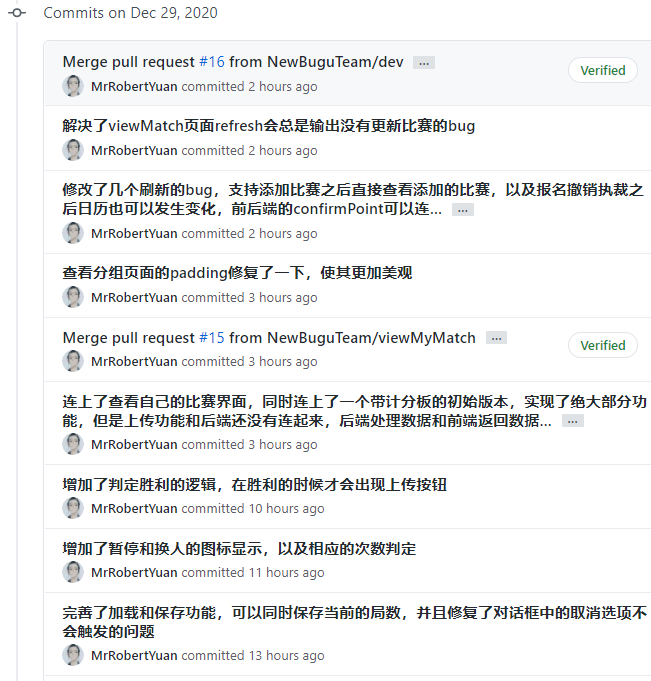 Commits on Dec 29, 2020
Merge pull request #16 from NewBuguTeam/dev ...
Verified
MrRobertYuan committed 2 hours ago
解决了viewMatch页面refresh会总是输出没有更新比赛的bug
MrRobertYuan committed 2 hours ago
修改了几个刷新的bug，支持添加比赛之后直接查看添加的比赛，以及报名撤销执裁之
后日历也可以发生变化，前后端的confirmPoint可以连... ...
MrRobertYuan committed 2 hours ago
查看分组页面的padding修复了一下，使其更加美观
MrRobertYuan committed 3 hours ago
Merge pull request #15 from NewBuguTeam/viewMyMatch ...
Verified
MrRobertYuan committed 3 hours ago
连上了查看自己的比赛界面，同时连上了一个带计分板的初始版本，实现了绝大部分功
能，但是上传功能和后端还没有连起来，后端处理数据和前端返回数据... ...
MrRobertYuan committed 3 hours ago
增加了判定胜利的逻辑，在胜利的时候才会出现上传按钮
MrRobertYuan committed 10 hours ago
增加了暂停和换人的图标显示，以及相应的次数判定
MrRobertYuan committed 11 hours ago
完善了加载和保存功能，可以同时保存当前的局数，并且修复了对话框中的取消选项不
会触发的问题
MrRobertYuan committed 13 hours ago